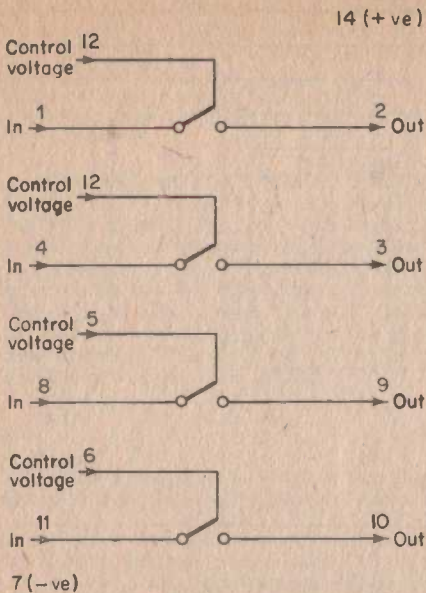 14 (+ve)
Control 12
voltage
In 1 2 Out
Control 12
voltage
In 4 3 Out
Control 5
voltage
In 8 9 Out
Control 6
voltage
In 11 10 Out
7 (-ve)